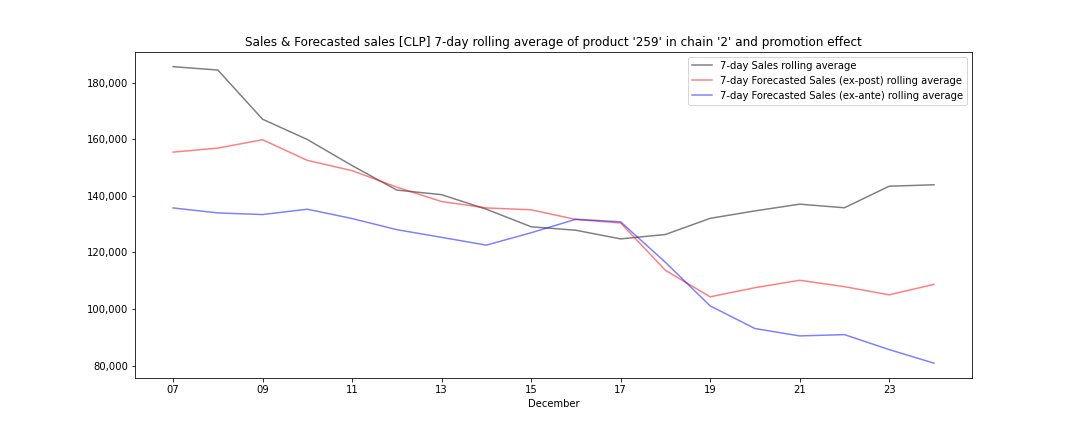 Sales & Forecasted sales [CLP] 7-day rolling average of product '259' in chain '2' and promotion effect
7-day Sales rolling average
7-day Forecasted Sales (ex-post) rolling average
7-day Forecasted Sales (ex-ante) rolling average
180,000
160,000
140,000
120,000
100,000
80,000
07 09 11 13 15 17 19 21 23
December